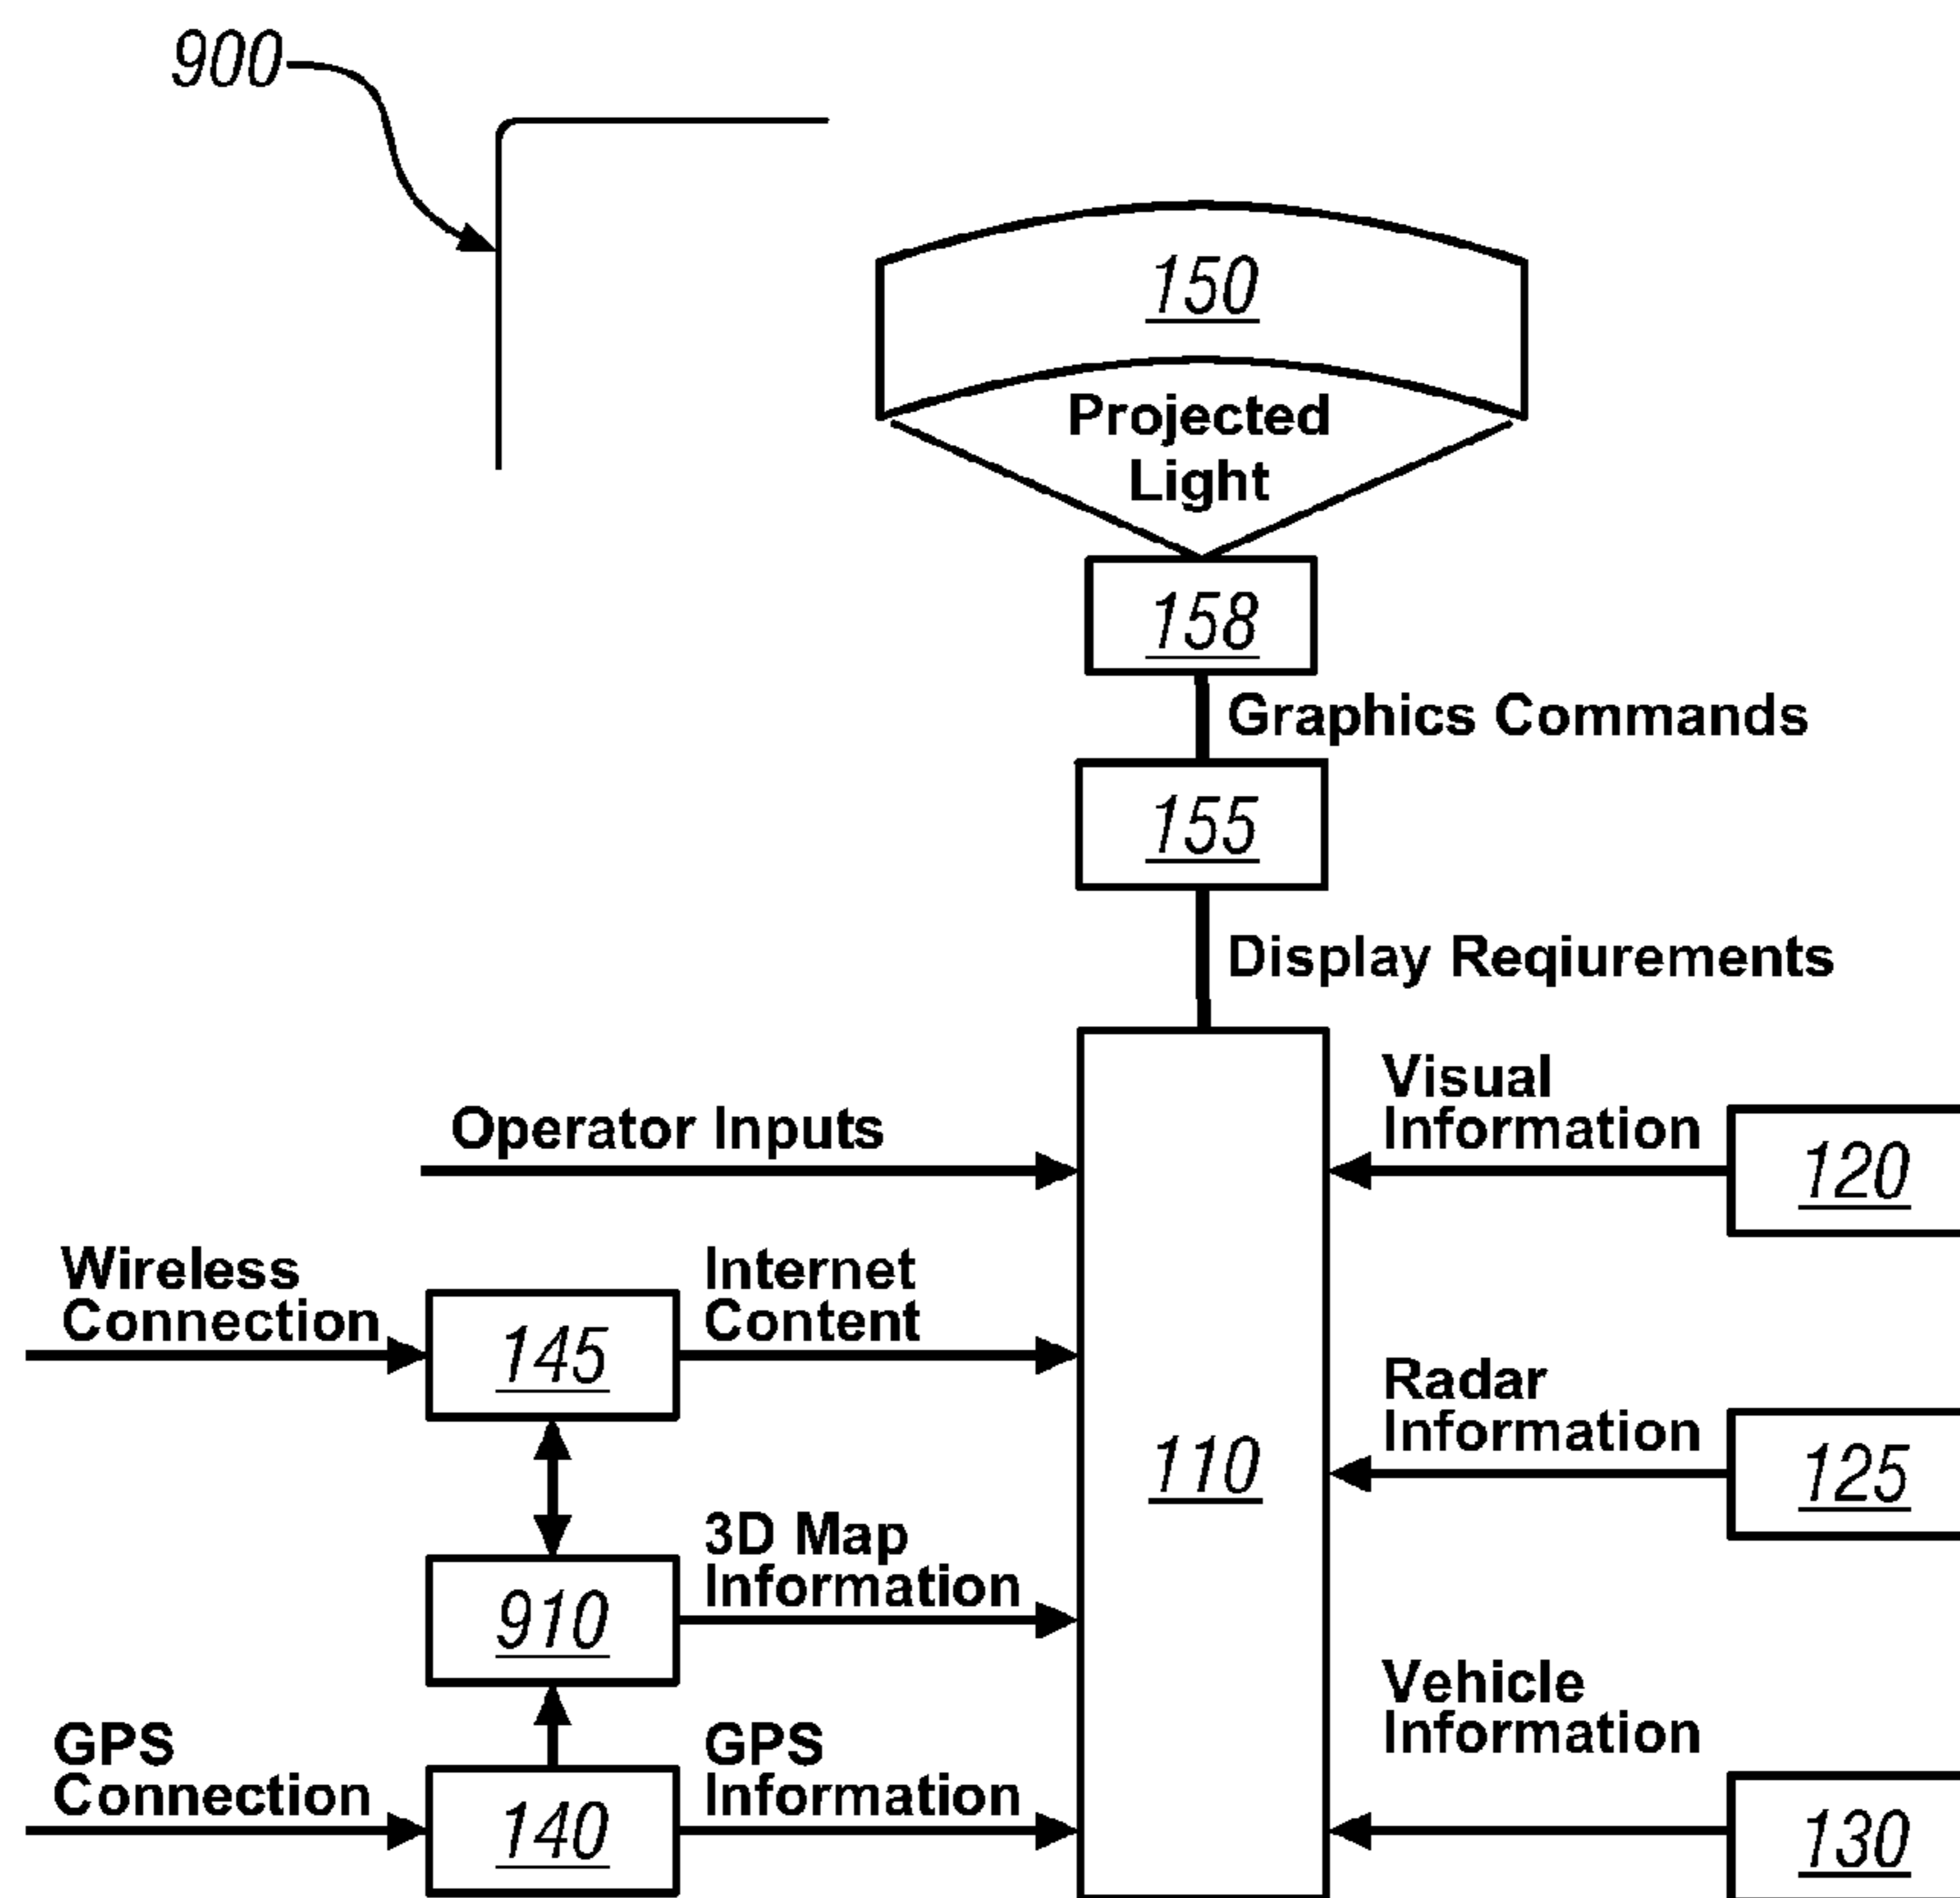 900
150
Projected
Light
158
Graphics Commands
155
Display Reqiurements
Operator Inputs
Visual
Information
120
Wireless
Connection
145
Internet
Content
110
Radar
Information
125
910
3D Map
Information
GPS
Connection
140
GPS
Information
Vehicle
Information
130